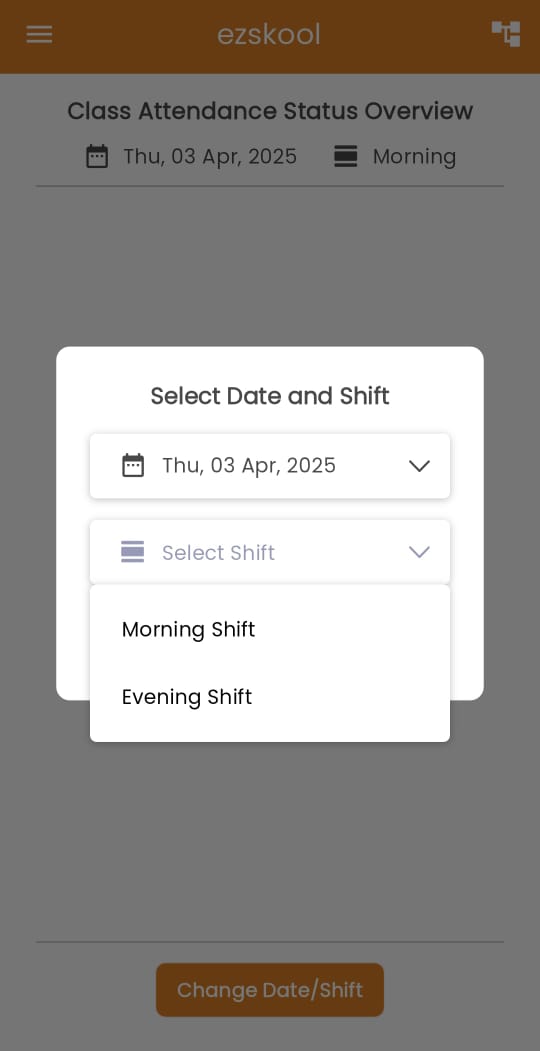 ezskool
Class Attendance Status Overview
Thu, 03 Apr, 2025 Morning
Select Date and Shift
Thu, 03 Apr, 2025
Select Shift
Morning Shift
Evening Shift
Change Date/Shift